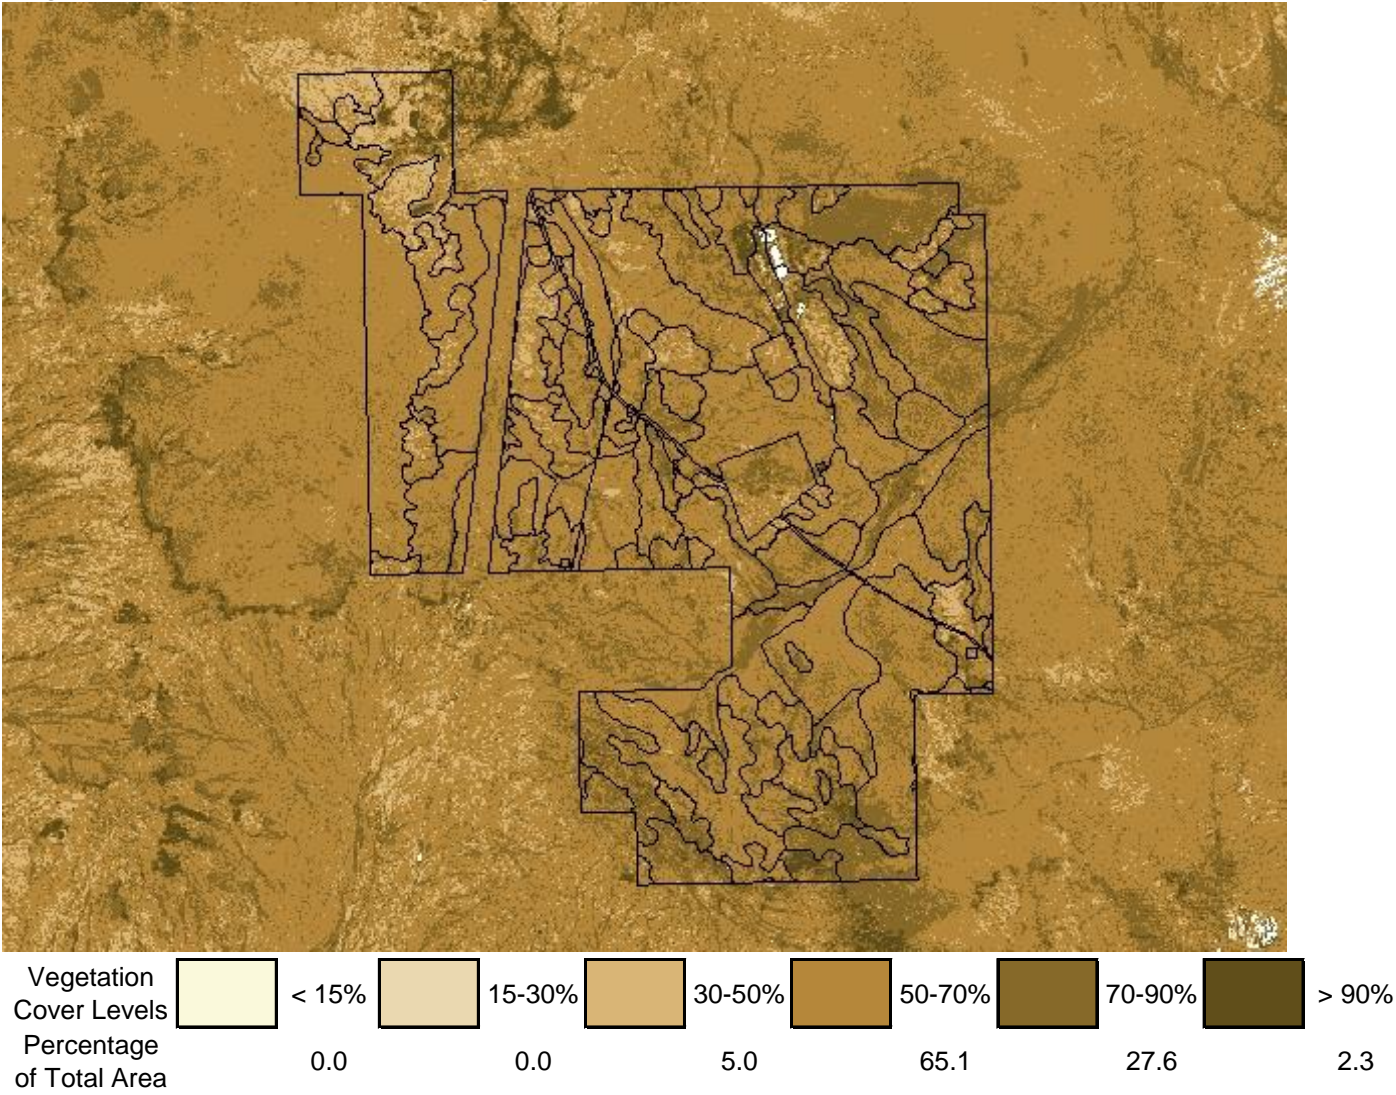 Vegetation
Cover Levels
< 15% 15-30% 30-50% 50-70% 70-90% > 90%
Percentage
of Total Area
0.0 0.0 5.0 65.1 27.6 2.3